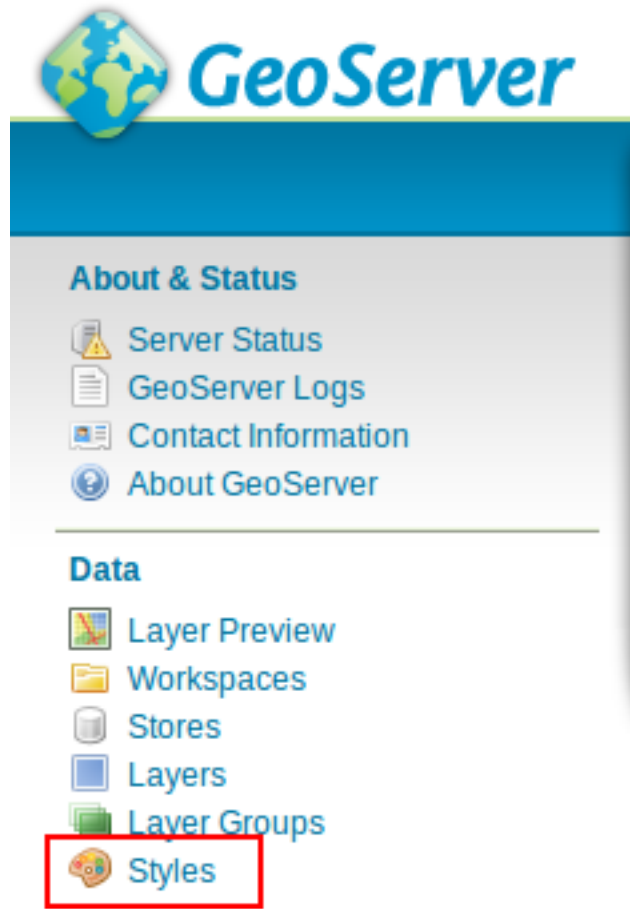 GeoServer
About & Status
Server Status
GeoServer Logs
Contact Information
About GeoServer
Data
Layer Preview
Workspaces
Stores
Layers
Layer Groups
Styles